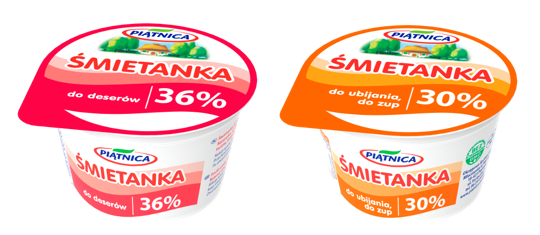 PIĄTNICA
ŚMIETANKA
do deserów 36%
PIĄTNICA
ŚMIETANKA
do deserów 36%
PIĄTNICA
ŚMIETANKA
do ubijania,
do zup 30%
PIĄTNICA
ŚMIETANKA
do ubijania,
do zup 30%